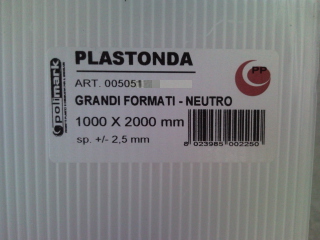 polimark
PLASTONDA
PP
ART. 005051
GRANDI FORMATI - NEUTRO
1000 X 2000 mm
sp. +/- 2,5 mm
8 023985 002250